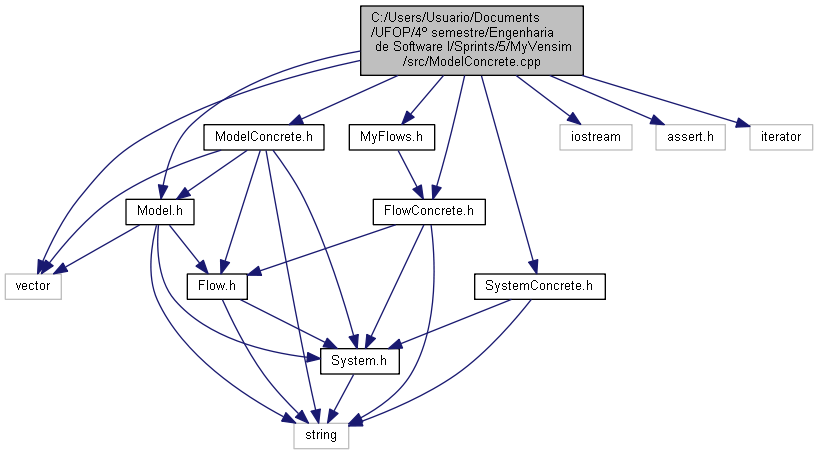 C:/Users/Usuario/Documents
/UFOP/4º semestre/Engenharia
de Software I/Sprints/5/MyVensim
/src/ModelConcrete.cpp
ModelConcrete.h
MyFlows.h
iostream
assert.h
iterator
Model.h
FlowConcrete.h
vector
Flow.h
SystemConcrete.h
System.h
string